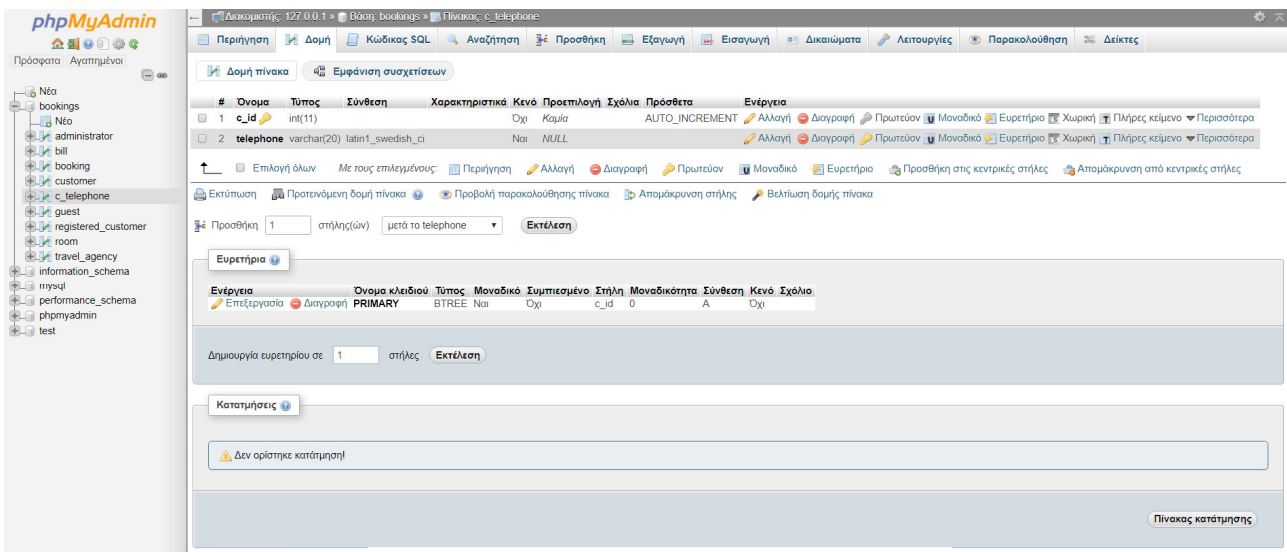 phpMyAdmin
Πρόσφατα Αγαπημένοι
Νέα
bookings
Νέο
administrator
bill
booking
customer
c_telephone
guest
registered_customer
room
travel_agency
information_schema
mysql
performance_schema
phpmyadmin
test
Διακομιστής: 127.0.0.1 » Βάση: bookings » Πίνακας: c_telephone
Περιήγηση Δομή Κώδικας SQL Αναζήτηση Προσθήκη Εξαγωγή Εισαγωγή Δικαιώματα Λειτουργίες Παρακολούθηση Δείκτες
Δομή πίνακα Εμφάνιση συσχετίσεων
# Όνομα Τύπος Σύνθεση Χαρακτηριστικά Κενό Προεπιλογή Σχόλια Πρόσθετα Ενέργεια
1 c_id int(11) Όχι Καμία AUTO_INCREMENT Αλλαγή Διαγραφή Πρωτεύον Μοναδικό Ευρετήριο Χωρική Πλήρες κείμενο Περισσότερα
2 telephone varchar(20) latin1_swedish_ci Ναι NULL Αλλαγή Διαγραφή Πρωτεύον Μοναδικό Ευρετήριο Χωρική Πλήρες κείμενο Περισσότερα
Επιλογή όλων Με τους επιλεγμένους: Περιήγηση Αλλαγή Διαγραφή Πρωτεύον Μοναδικό Ευρετήριο Προσθήκη στις κεντρικές στήλες Απομάκρυνση από κεντρικές στήλες
Εκτύπωση Προτεινόμενη δομή πίνακα Προβολή παρακολούθησης πίνακα Απομάκρυνση στήλης Βελτίωση δομής πίνακα
Προσθήκη 1 στήλης(ών) μετά το telephone Εκτέλεση
Ευρετήρια
Ενέργεια Όνομα κλειδιού Τύπος Μοναδικό Συμπιεσμένο Στήλη Μοναδικότητα Σύνθεση Κενό Σχόλιο
Επεξεργασία Διαγραφή PRIMARY BTREE Ναι Όχι c_id 0 A Όχι
Δημιουργία ευρετηρίου σε 1 στήλες Εκτέλεση
Κατατμήσεις
Δεν ορίστηκε κατάτμηση!
Πίνακας κατάτμησης